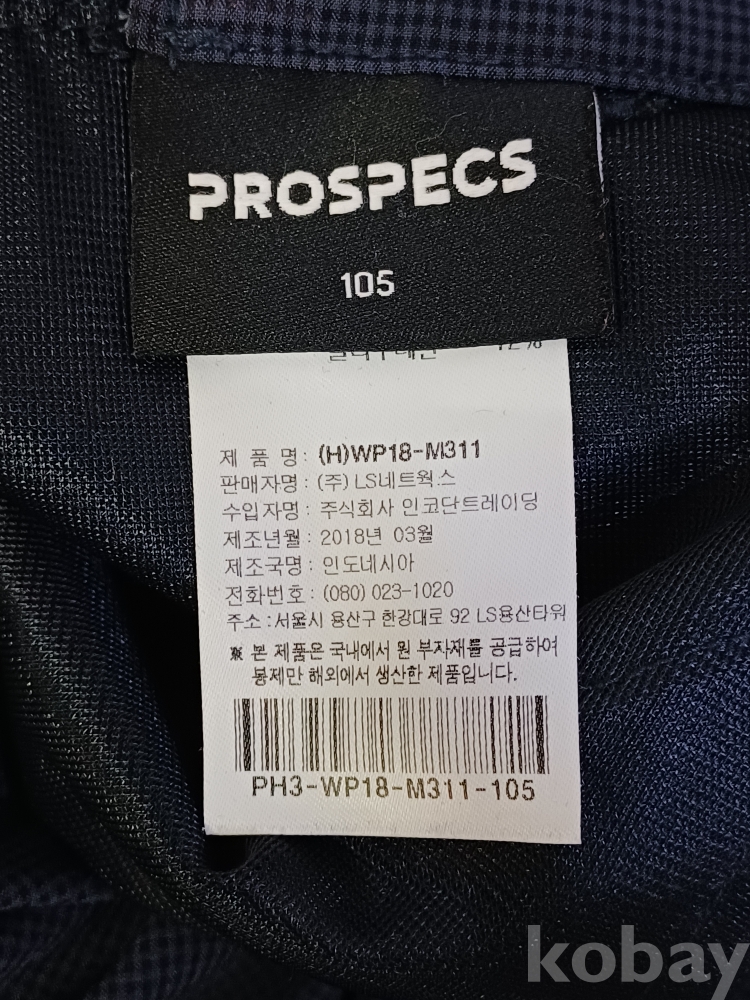 PROSPECS
105
제 품 명 : (H)WP18-M311
판매자명 : (주) LS네트웍스
수입자명 : 주식회사 인코단트레이딩
제조년월 : 2018년 03월
제조국명 : 인도네시아
전화번호 : (080) 023-1020
주소 : 서울시 용산구 한강대로 92 LS용산타워
※ 본 제품은 국내에서 원 부자재를 공급하여
봉제만 해외에서 생산한 제품입니다.
PH3-WP18-M311-105
kobay